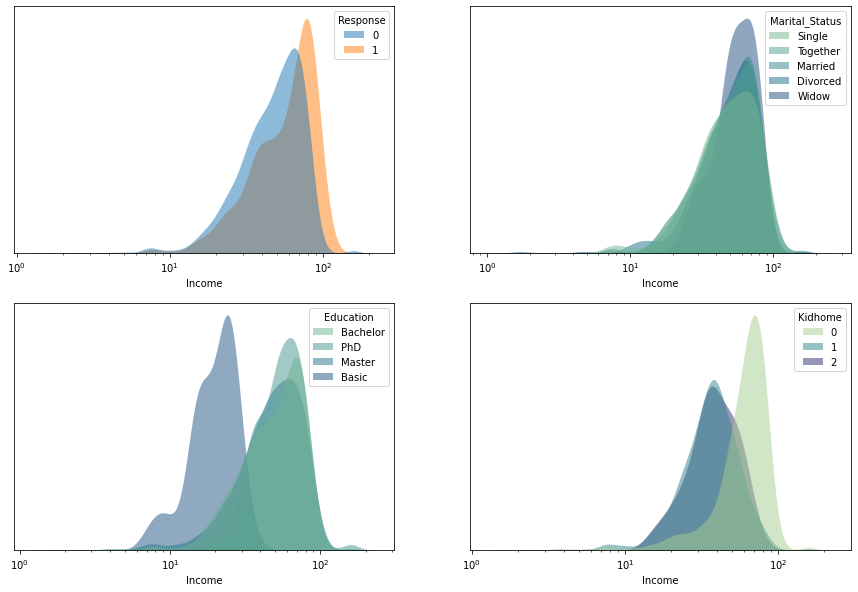 Response
0
1
10⁰
10¹
10²
Income
Marital_Status
Single
Together
Married
Divorced
Widow
10⁰
10¹
10²
Income
Education
Bachelor
PhD
Master
Basic
10⁰
10¹
10²
Income
Kidhome
0
1
2
10⁰
10¹
10²
Income